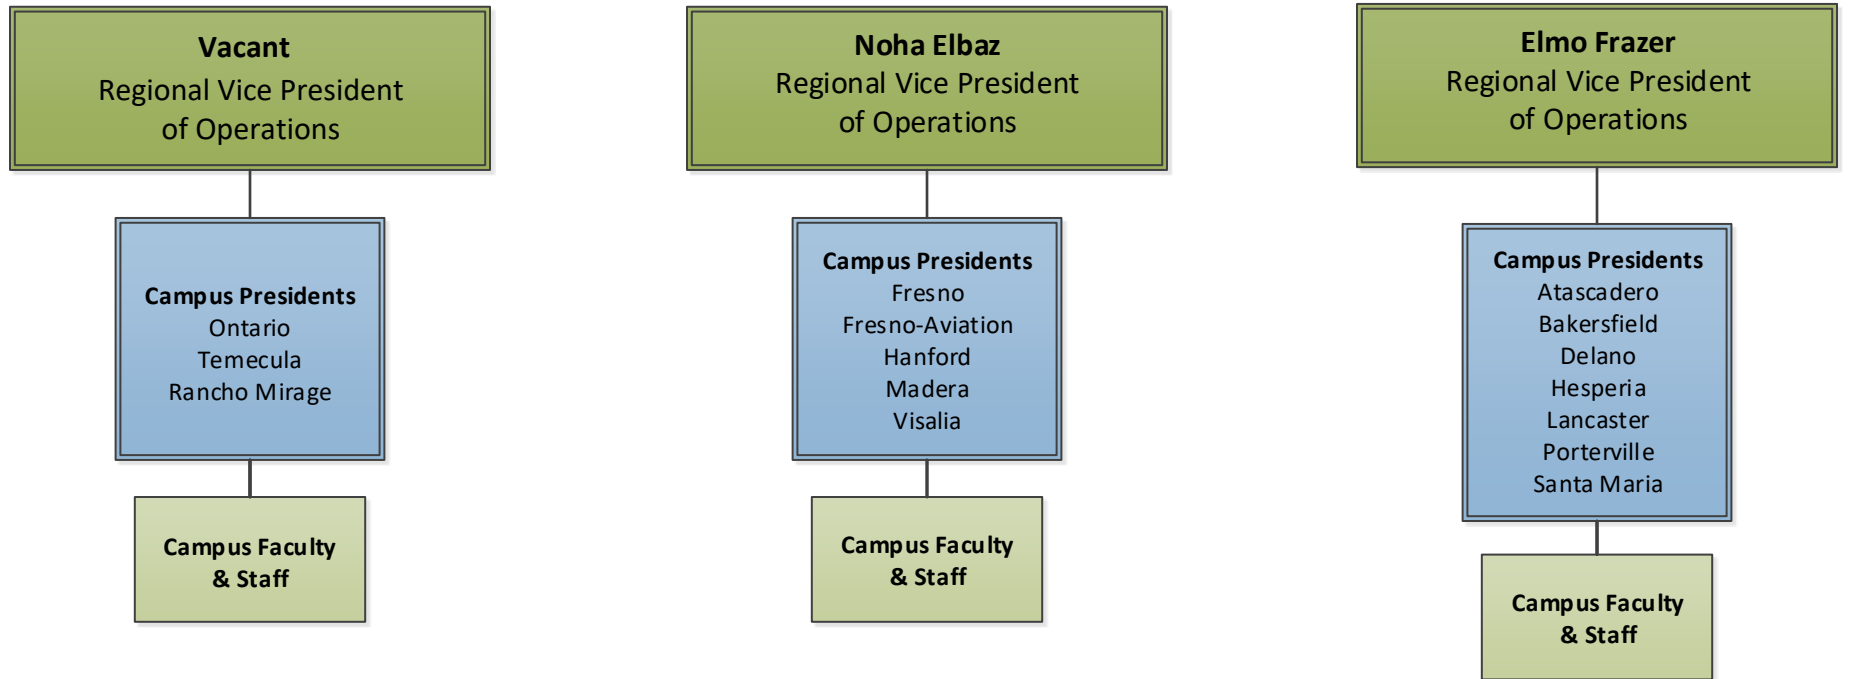 Vacant
Regional Vice President
of Operations
Campus Presidents
Ontario
Temecula
Rancho Mirage
Campus Faculty
& Staff
Noha Elbaz
Regional Vice President
of Operations
Campus Presidents
Fresno
Fresno-Aviation
Hanford
Madera
Visalia
Campus Faculty
& Staff
Elmo Frazer
Regional Vice President
of Operations
Campus Presidents
Atascadero
Bakersfield
Delano
Hesperia
Lancaster
Porterville
Santa Maria
Campus Faculty
& Staff